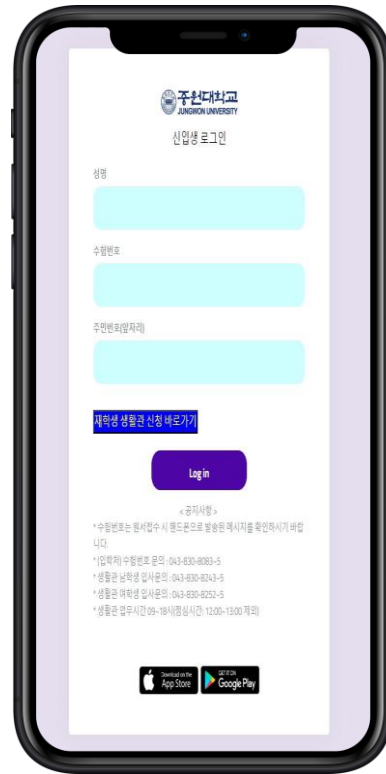 중원대학교
JUNGWON UNIVERSITY
신입생 로그인
성명
수험번호
주민번호(앞자리)
재학생 생활관 신청 바로가기
Log in
< 공지사항 >
* 수험번호는 원서접수 시 핸드폰으로 발송된 메시지를 확인하시기 바랍
니다.
* (입학처) 수험번호 문의 : 043-830-8083~5
* 생활관 남학생 입사문의 : 043-830-8243~5
* 생활관 여학생 입사문의 : 043-830-8252~5
* 생활관 업무시간 09~18시(점심시간: 12:00~13:00 제외)
Download on the
App Store
GET IT ON
Google Play